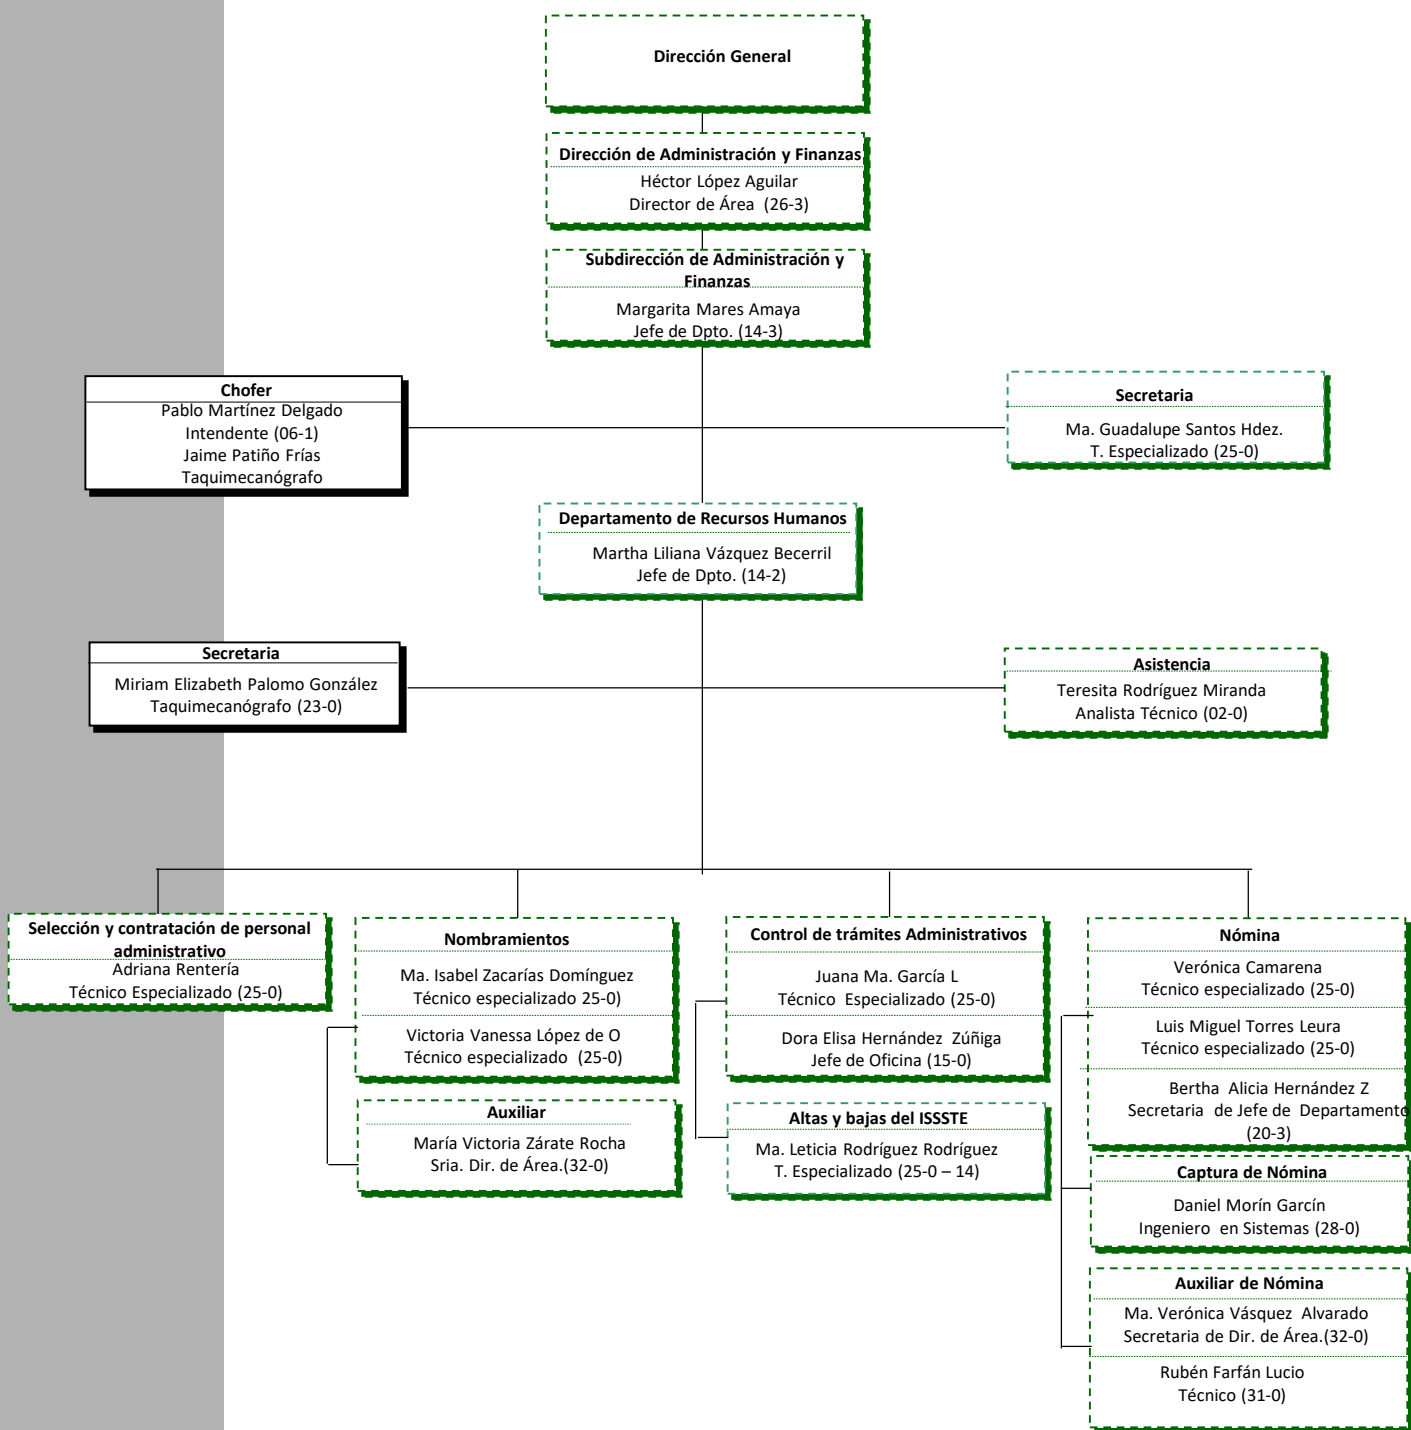 Dirección General
Dirección de Administración y Finanzas
Héctor López Aguilar
Director de Área (26-3)
Subdirección de Administración y
Finanzas
Margarita Mares Amaya
Jefe de Dpto. (14-3)
Chofer
Pablo Martínez Delgado
Intendente (06-1)
Jaime Patiño Frías
Taquimecanógrafo
Secretaria
Ma. Guadalupe Santos Hdez.
T. Especializado (25-0)
Departamento de Recursos Humanos
Martha Liliana Vázquez Becerril
Jefe de Dpto. (14-2)
Secretaria
Miriam Elizabeth Palomo González
Taquimecanógrafo (23-0)
Asistencia
Teresita Rodríguez Miranda
Analista Técnico (02-0)
Selección y contratación de personal
administrativo
Adriana Rentería
Técnico Especializado (25-0)
Nombramientos
Ma. Isabel Zacarías Domínguez
Técnico especializado 25-0)
Victoria Vanessa López de O
Técnico especializado (25-0)
Auxiliar
María Victoria Zárate Rocha
Sria. Dir. de Área.(32-0)
Control de trámites Administrativos
Juana Ma. García L
Técnico Especializado (25-0)
Dora Elisa Hernández Zúñiga
Jefe de Oficina (15-0)
Altas y bajas del ISSSTE
Ma. Leticia Rodríguez Rodríguez
T. Especializado (25-0 – 14)
Nómina
Verónica Camarena
Técnico especializado (25-0)
Luis Miguel Torres Leura
Técnico especializado (25-0)
Bertha Alicia Hernández Z
Secretaria de Jefe de Departamento
(20-3)
Captura de Nómina
Daniel Morín Garcín
Ingeniero en Sistemas (28-0)
Auxiliar de Nómina
Ma. Verónica Vásquez Alvarado
Secretaria de Dir. de Área.(32-0)
Rubén Farfán Lucio
Técnico (31-0)